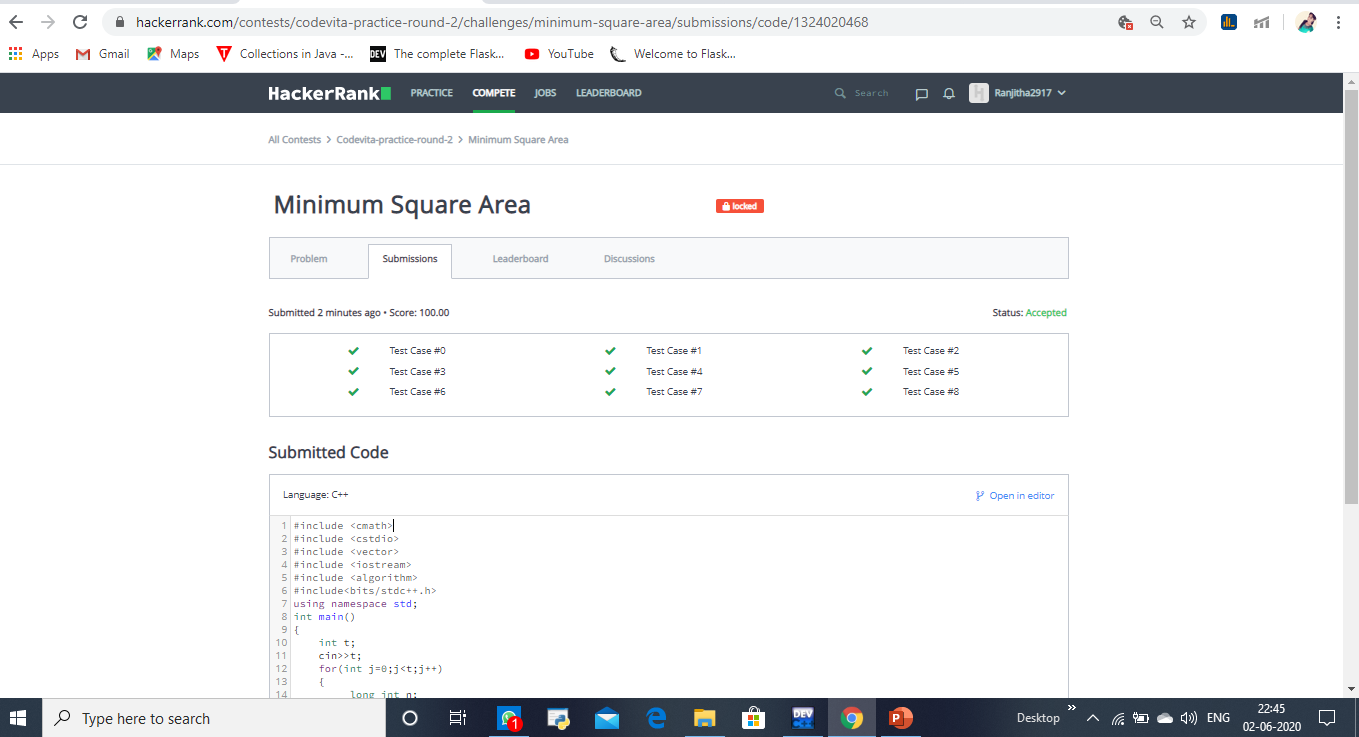 hackerrank.com/contests/codevita-practice-round-2/challenges/minimum-square-area/submissions/code/1324020468
Apps Gmail Maps Collections in Java -... DEV The complete Flask... YouTube Welcome to Flask...
HackerRank PRACTICE COMPETE JOBS LEADERBOARD Search H Ranjitha2917
All Contests > Codevita-practice-round-2 > Minimum Square Area
Minimum Square Area locked
Problem Submissions Leaderboard Discussions
Submitted 2 minutes ago • Score: 100.00 Status: Accepted
Test Case #0 Test Case #1 Test Case #2
Test Case #3 Test Case #4 Test Case #5
Test Case #6 Test Case #7 Test Case #8
Submitted Code
Language: C++ Open in editor
1 #include <cmath>
2 #include <cstdio>
3 #include <vector>
4 #include <iostream>
5 #include <algorithm>
6 #include<bits/stdc++.h>
7 using namespace std;
8 int main()
9 {
10 int t;
11 cin>>t;
12 for(int j=0;j<t;j++)
13 {
14 long int n;
Type here to search 1 DEV Desktop » ENG 22:45
02-06-2020